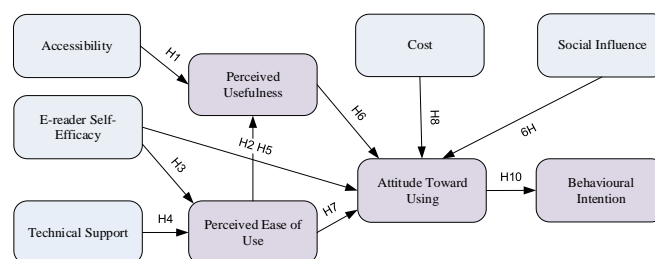 Accessibility
H1
Perceived
Usefulness
Cost
Social Influence
E-reader Self-
Efficacy
H6
H8
H9
H2 H5
H3
Attitude Toward
Using
H10
Behavioural
Intention
Technical Support
H4
Perceived Ease of
Use
H7